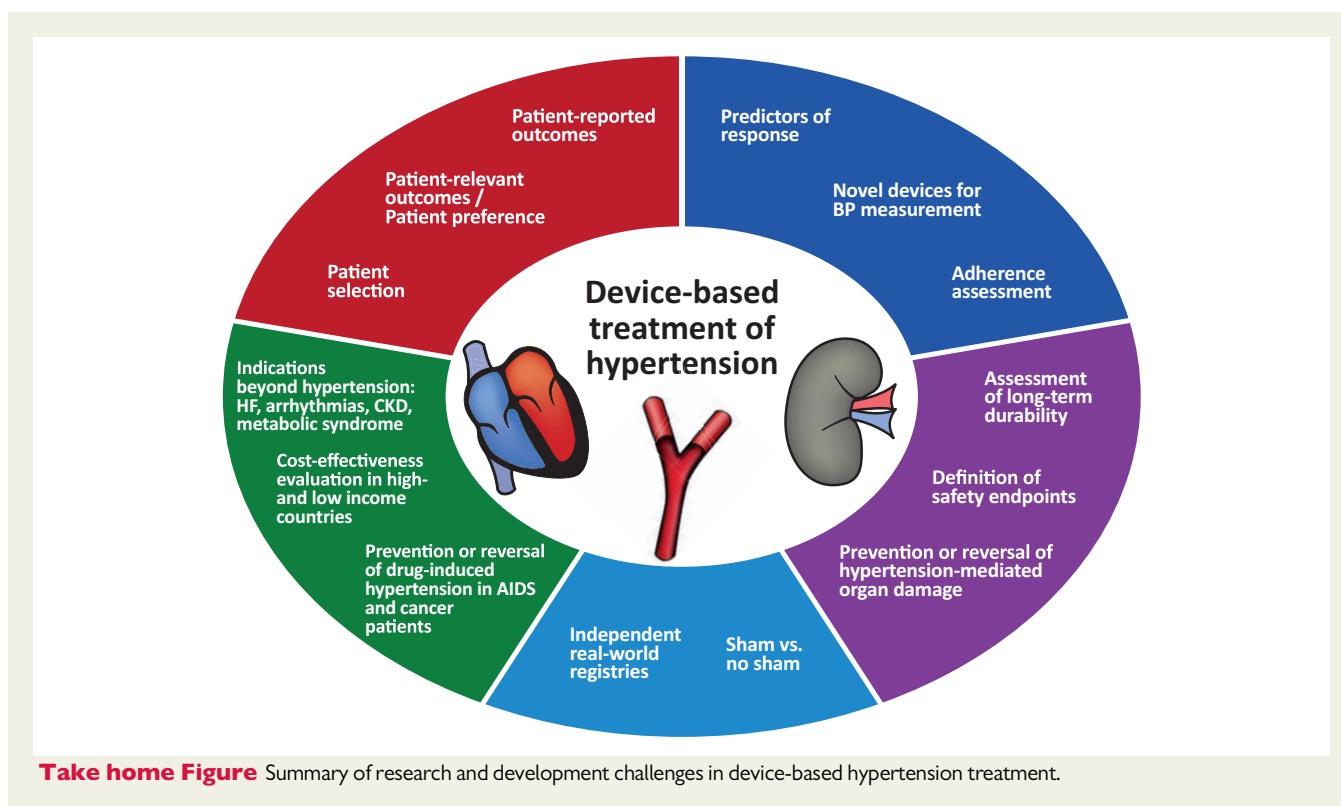 Patient-reported
outcomes
Patient-relevant
outcomes /
Patient preference
Patient
selection
Predictors of
response
Novel devices for
BP measurement
Adherence
assessment
Device-based
treatment of
hypertension
Indications
beyond hypertension:
HF, arrhythmias, CKD,
metabolic syndrome
Cost-effectiveness
evaluation in high-
and low income
countries
Prevention or reversal
of drug-induced
hypertension in AIDS
and cancer
patients
Assessment
of long-term
durability
Definition of
safety endpoints
Prevention or reversal of
hypertension-mediated
organ damage
Independent
real-world
registries
Sham vs.
no sham
Take home Figure Summary of research and development challenges in device-based hypertension treatment.